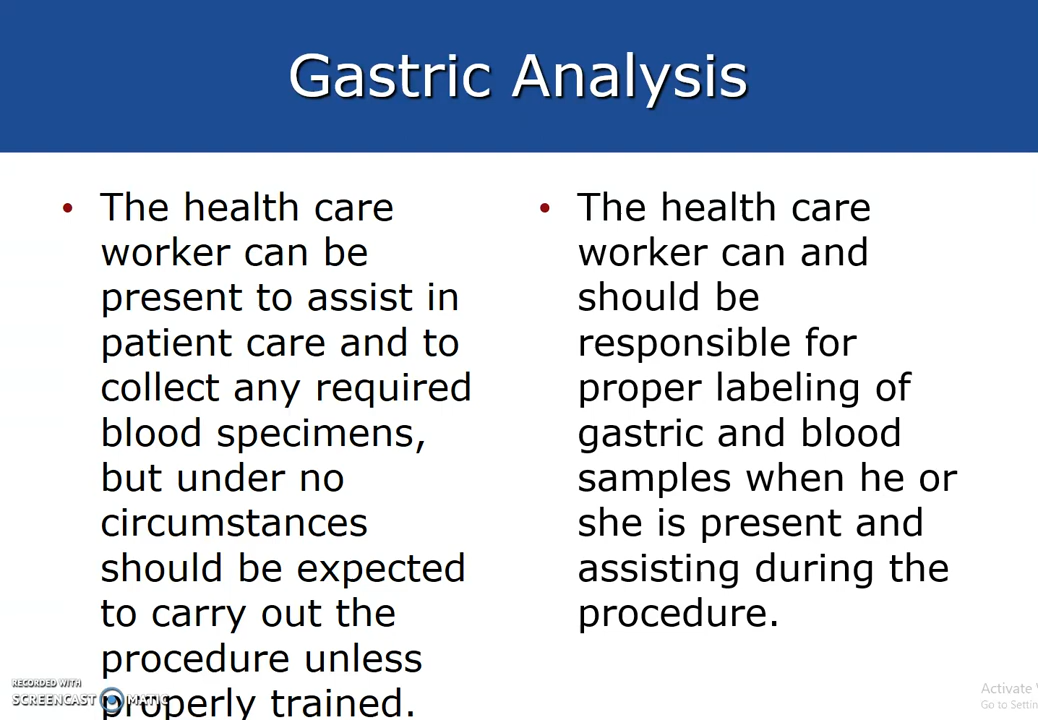 Gastric Analysis
• The health care
worker can be
present to assist in
patient care and to
collect any required
blood specimens,
but under no
circumstances
should be expected
to carry out the
procedure unless
properly trained.
• The health care
worker can and
should be
responsible for
proper labeling of
gastric and blood
samples when he or
she is present and
assisting during the
procedure.
RECORDED WITH
SCREENCAST MATIC
Activate
Go to Settin